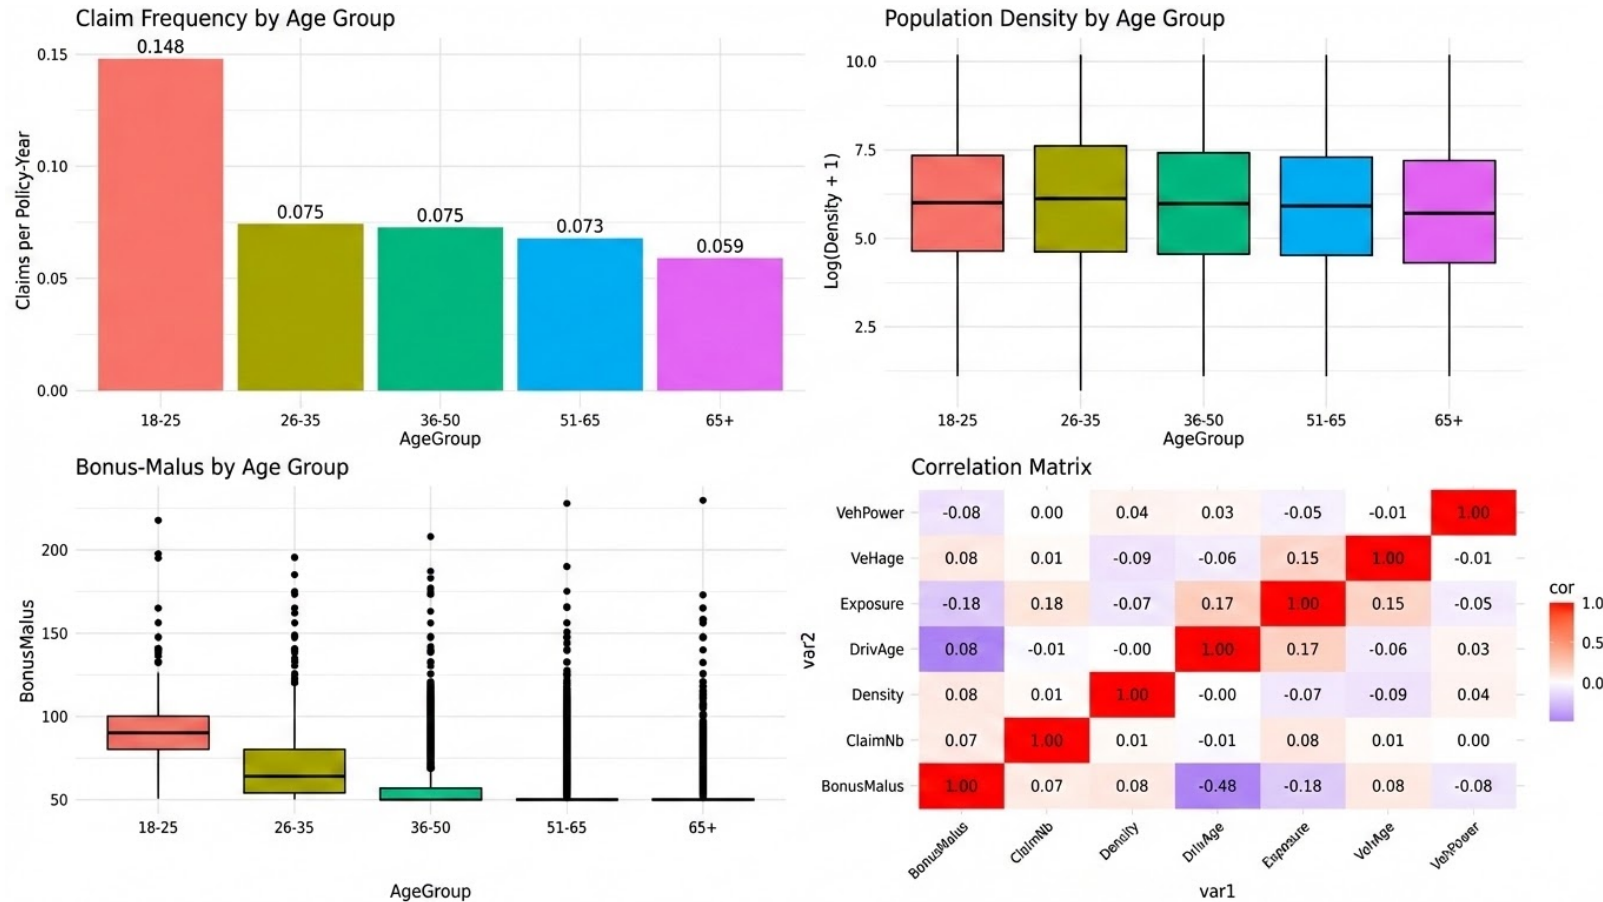 Claim Frequency by Age Group
Claims per Policy-Year
0.15
0.10
0.05
0.00
0.148
0.075
0.075
0.073
0.059
18-25 26-35 36-50 51-65 65+
AgeGroup
Population Density by Age Group
Log(Density + 1)
10.0
7.5
5.0
2.5
18-25 26-35 36-50 51-65 65+
AgeGroup
Bonus-Malus by Age Group
BonusMalus
200
150
100
50
18-25 26-35 36-50 51-65 65+
AgeGroup
Correlation Matrix
var2
VehPower -0.08 0.00 0.04 0.03 -0.05 -0.01 1.00
VeHage 0.08 0.01 -0.09 -0.06 0.15 1.00 -0.01
Exposure -0.18 0.18 -0.07 0.17 1.00 0.15 -0.05
DrivAge 0.08 -0.01 -0.00 1.00 0.17 -0.06 0.03
Density 0.08 0.01 1.00 -0.00 -0.07 -0.09 0.04
ClaimNb 0.07 1.00 0.01 -0.01 0.08 0.01 0.00
BonusMalus 1.00 0.07 0.08 -0.48 -0.18 0.08 -0.08
BonusMalus
var1
cor
1.0
0.5
0.0